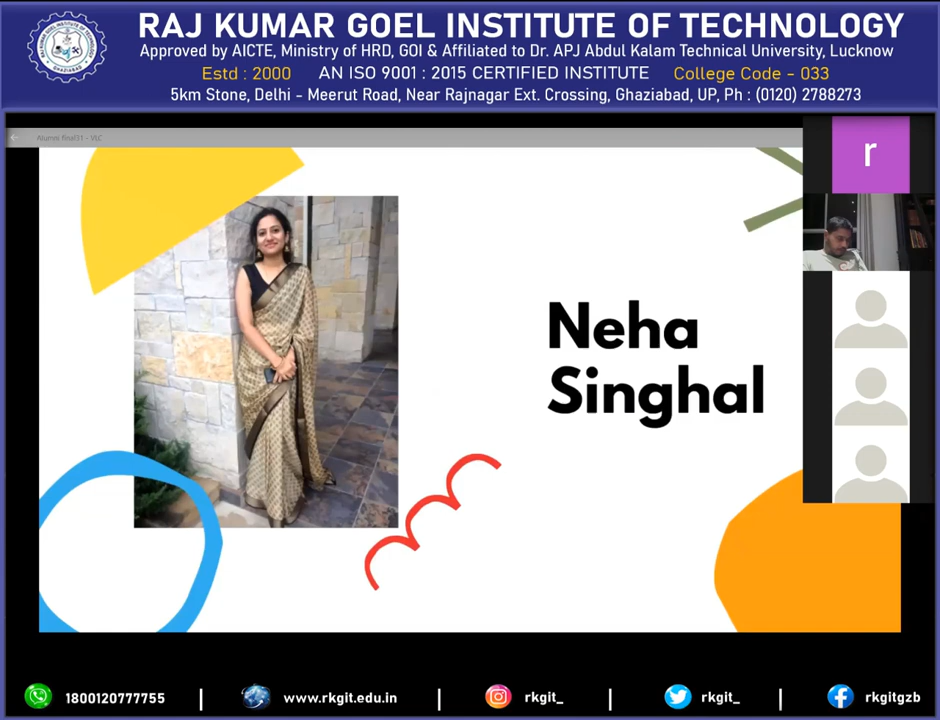 RAJ KUMAR GOEL INSTITUTE OF TECHNOLOGY
Approved by AICTE, Ministry of HRD, GOI & Affiliated to Dr. APJ Abdul Kalam Technical University, Lucknow
Estd : 2000 AN ISO 9001 : 2015 CERTIFIED INSTITUTE College Code - 033
5km Stone, Delhi - Meerut Road, Near Rajnagar Ext. Crossing, Ghaziabad, UP, Ph : (0120) 2788273
Alumni final31 - VLC
r
Neha
Singhal
1800120777755 | www.rkgit.edu.in | rkgit_ | rkgit_ | rkgitgzb